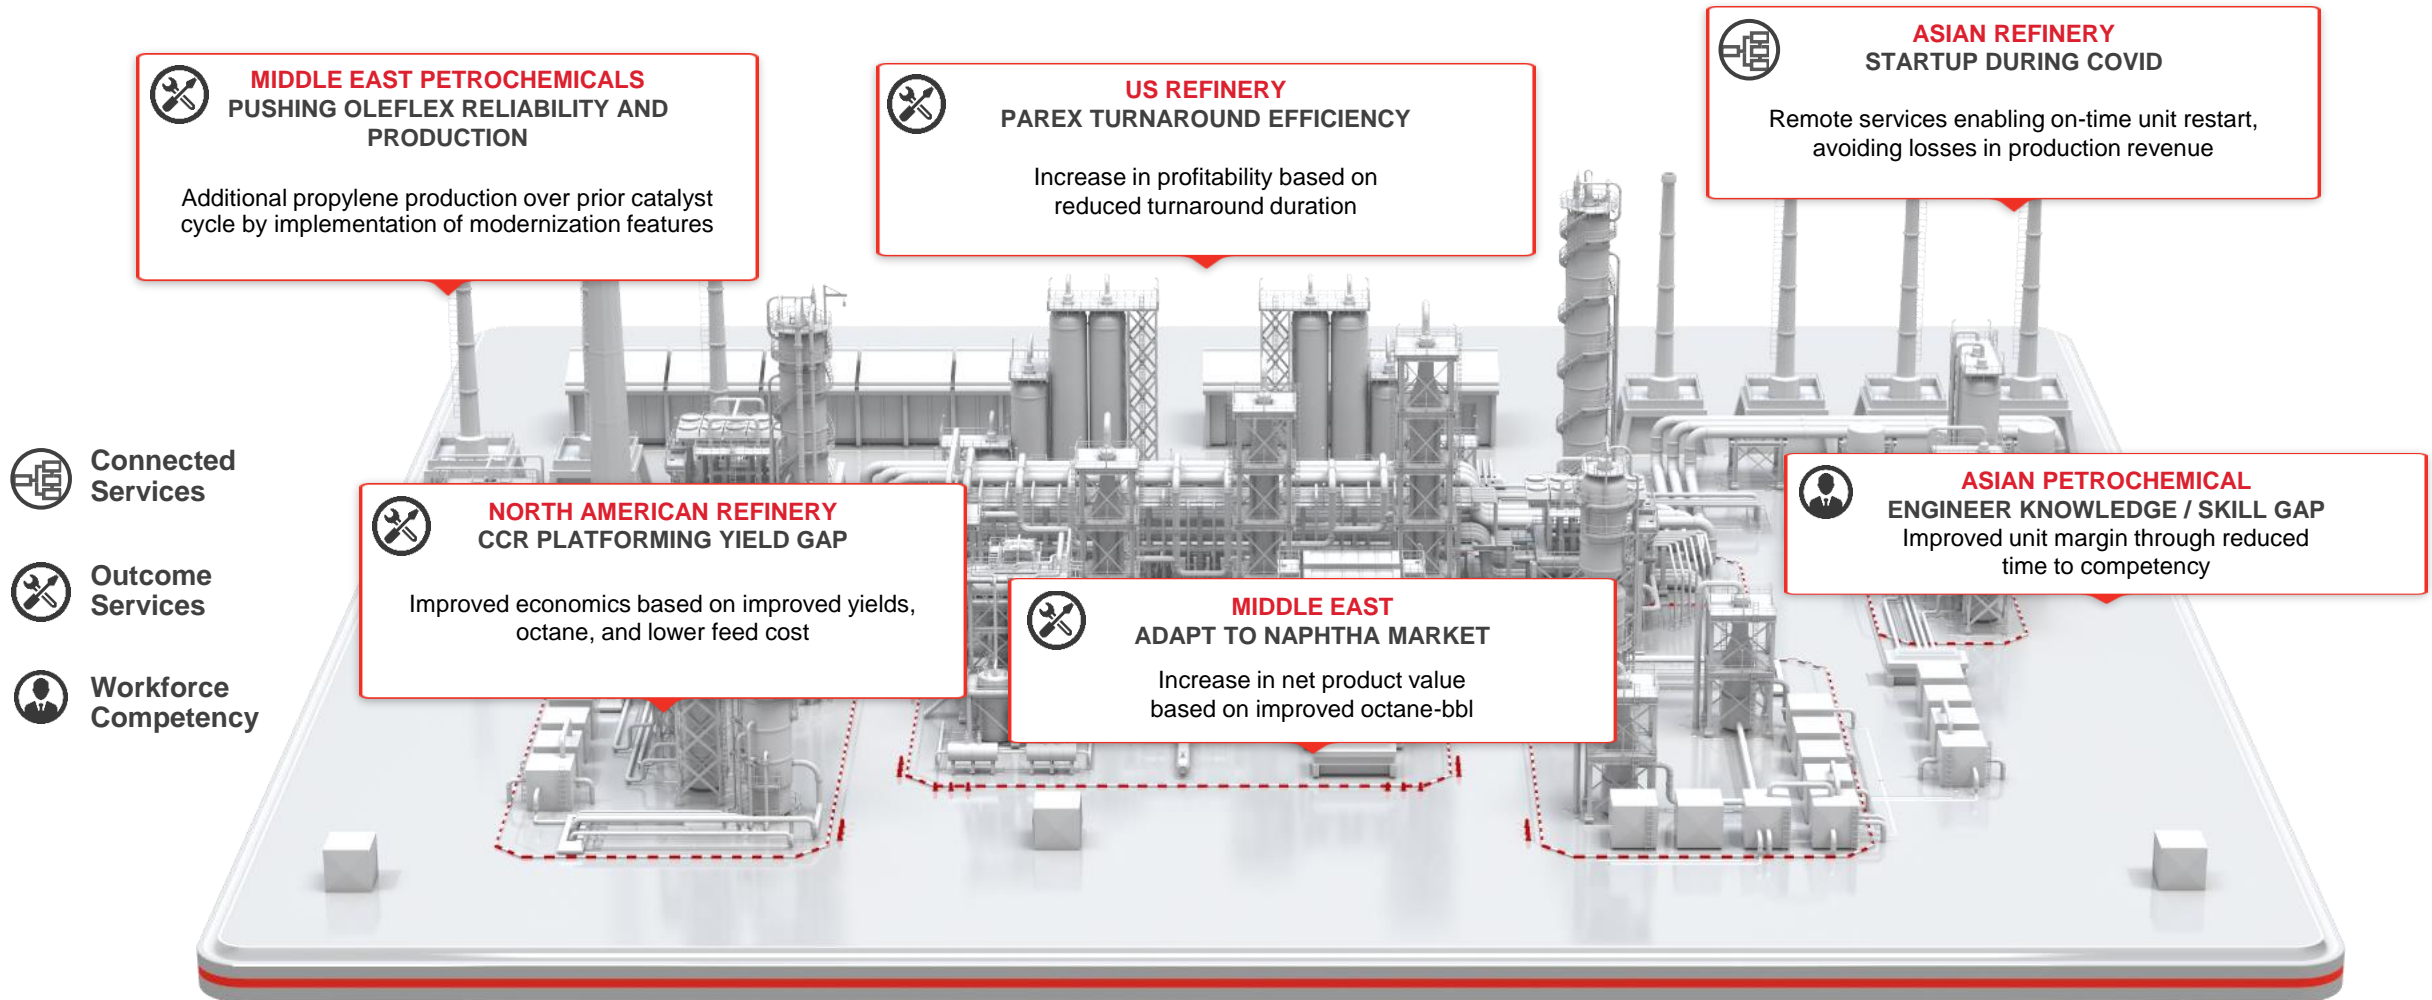 MIDDLE EAST PETROCHEMICALS
PUSHING OLEFLEX RELIABILITY AND
PRODUCTION
Additional propylene production over prior catalyst
cycle by implementation of modernization features
US REFINERY
PAREX TURNAROUND EFFICIENCY
Increase in profitability based on
reduced turnaround duration
ASIAN REFINERY
STARTUP DURING COVID
Remote services enabling on-time unit restart,
avoiding losses in production revenue
Connected
Services
Outcome
Services
Workforce
Competency
NORTH AMERICAN REFINERY
CCR PLATFORMING YIELD GAP
Improved economics based on improved yields,
octane, and lower feed cost
MIDDLE EAST
ADAPT TO NAPHTHA MARKET
Increase in net product value
based on improved octane-bbl
ASIAN PETROCHEMICAL
ENGINEER KNOWLEDGE / SKILL GAP
Improved unit margin through reduced
time to competency